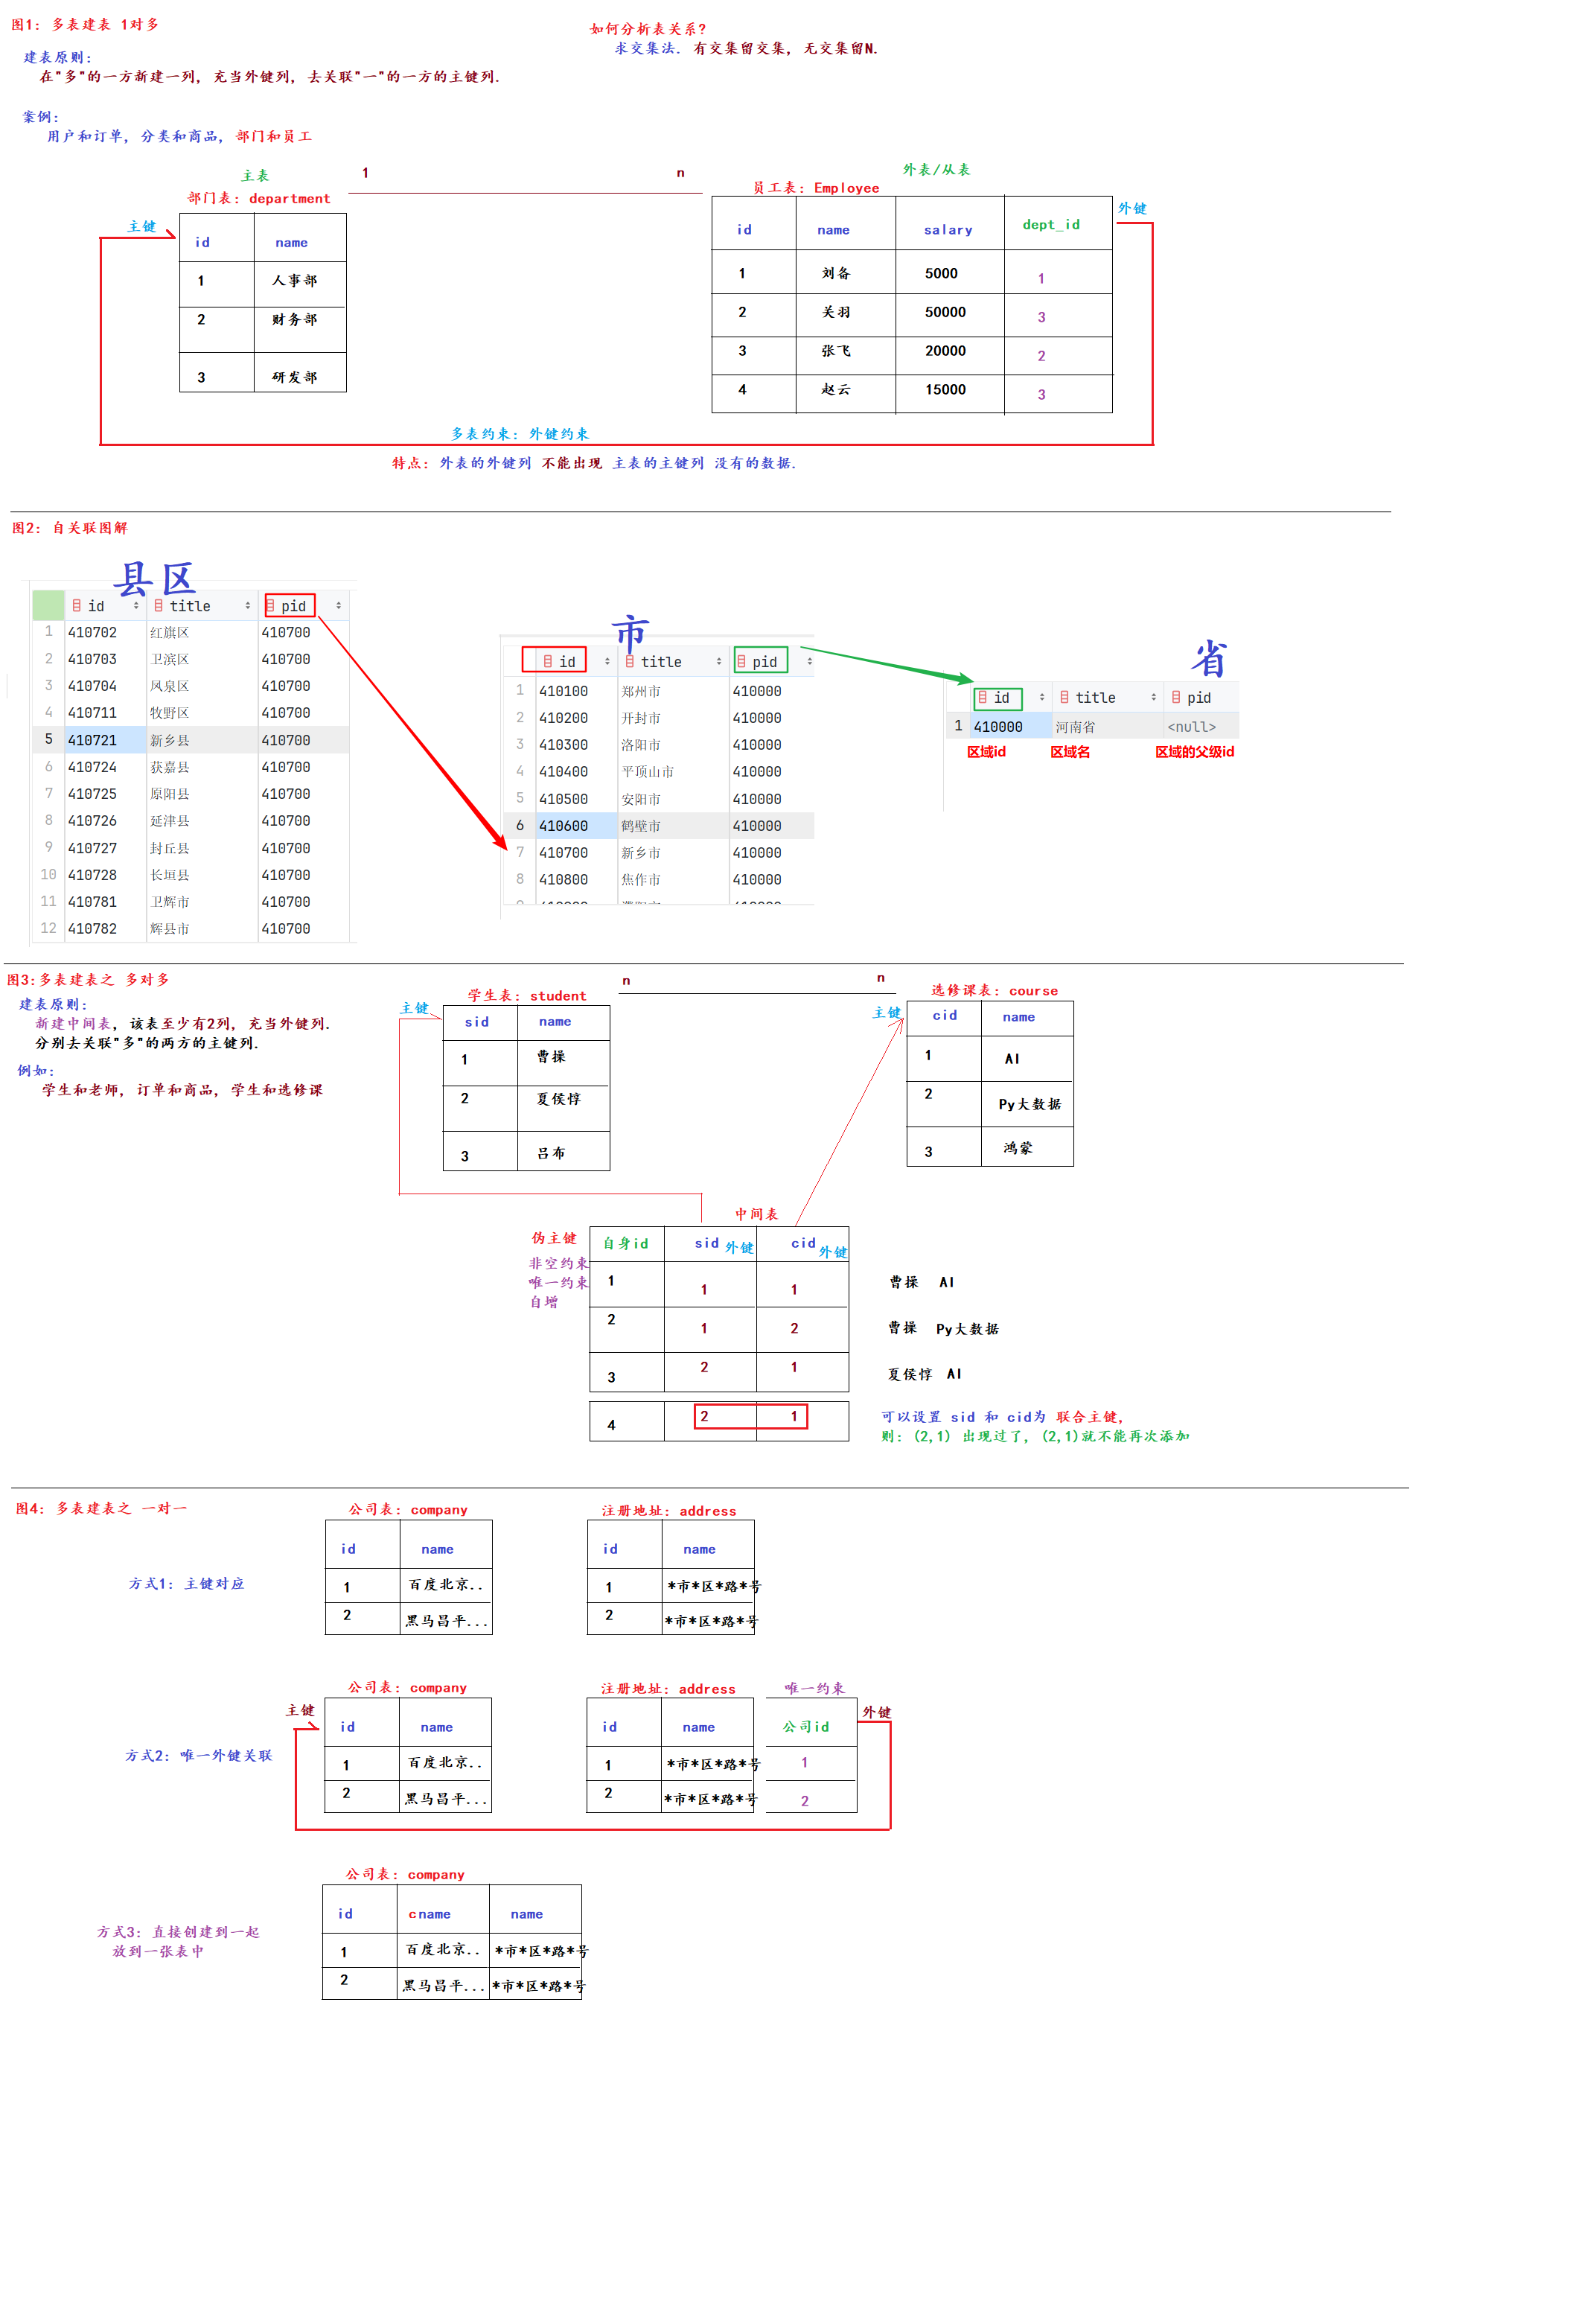 图1: 多表建表 1对多
如何分析表关系?
求交集法. 有交集留交集, 无交集留N.
建表原则:
在"多"的一方新建一列, 充当外键列, 去关联"一"的一方的主键列.
案例:
用户和订单, 分类和商品, 部门和员工
主表 1 n 外表/从表
部门表: department 员工表: Employee
主键 外键
id name
1 人事部
2 财务部
3 研发部
id name salary dept_id
1 刘备 5000 1
2 关羽 50000 3
3 张飞 20000 2
4 赵云 15000 3
多表约束: 外键约束
特点: 外表的外键列 不能出现 主表的主键列 没有的数据.
图2: 自关联图解
县区
id title pid
1 410702 红旗区 410700
2 410703 卫滨区 410700
3 410704 凤泉区 410700
4 410711 牧野区 410700
5 410721 新乡县 410700
6 410724 获嘉县 410700
7 410725 原阳县 410700
8 410726 延津县 410700
9 410727 封丘县 410700
10 410728 长垣县 410700
11 410781 卫辉市 410700
12 410782 辉县市 410700
市
id title pid
1 410100 郑州市 410000
2 410200 开封市 410000
3 410300 洛阳市 410000
4 410400 平顶山市 410000
5 410500 安阳市 410000
6 410600 鹤壁市 410000
7 410700 新乡市 410000
8 410800 焦作市 410000
省
id title pid
1 410000 河南省 <null>
区域id 区域名 区域的父级id
图3:多表建表之 多对多
建表原则:
新建中间表, 该表至少有2列, 充当外键列.
分别去关联"多"的两方的主键列.
例如:
学生和老师, 订单和商品, 学生和选修课
n n
学生表: student
主键
sid name
1 曹操
2 夏侯惇
3 吕布
选修课表: course
主键
cid name
1 AI
2 Py大数据
3 鸿蒙
中间表
伪主键
非空约束
唯一约束
自增
自身id sid 外键 cid 外键
1 1 1
2 1 2
3 2 1
4 2 1
曹操 AI
曹操 Py大数据
夏侯惇 AI
可以设置 sid 和 cid为 联合主键,
则: (2,1) 出现过了, (2,1)就不能再次添加
图4: 多表建表之 一对一
方式1: 主键对应
公司表: company
id name
1 百度北京..
2 黑马昌平...
注册地址: address
id name
1 *市*区*路*号
2 *市*区*路*号
方式2: 唯一外键关联
公司表: company
主键
id name
1 百度北京..
2 黑马昌平...
注册地址: address 唯一约束
外键
id name 公司id
1 *市*区*路*号 1
2 *市*区*路*号 2
方式3: 直接创建到一起
放到一张表中
公司表: company
id cname name
1 百度北京.. *市*区*路*号
2 黑马昌平... *市*区*路*号